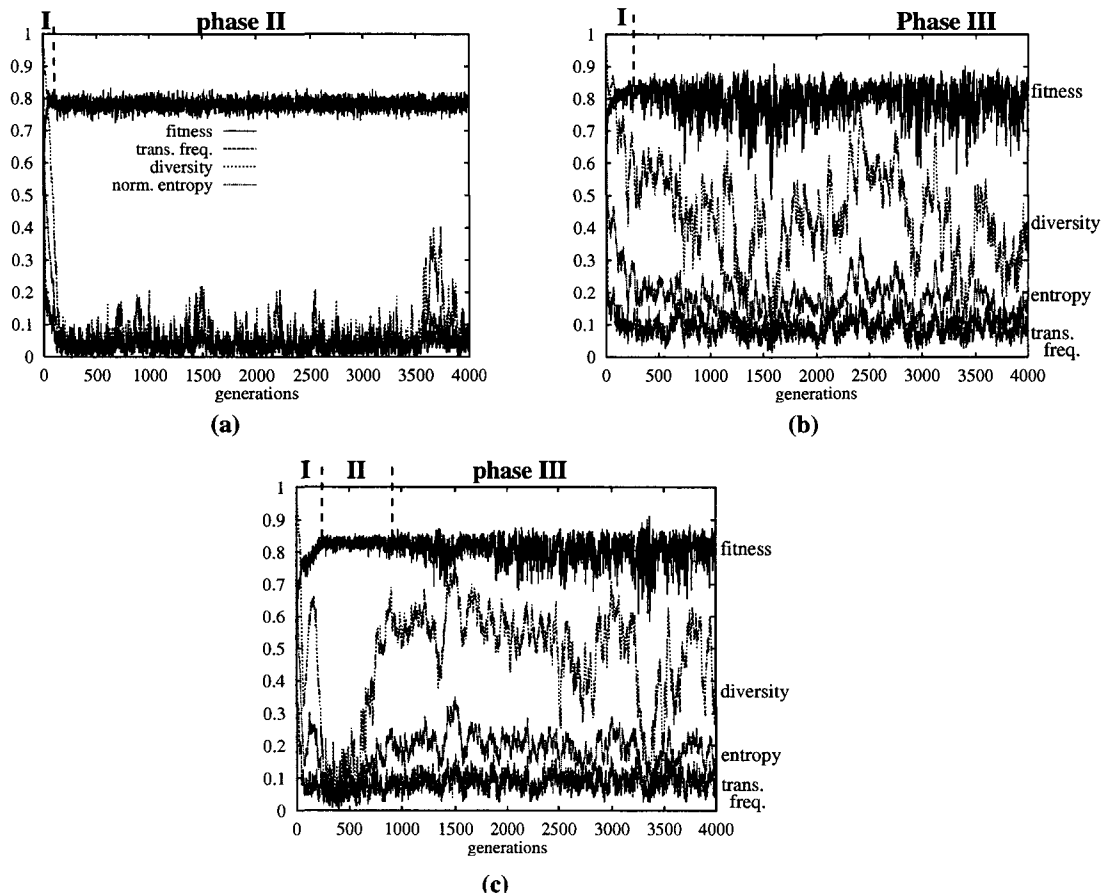 I phase II
1
0.9
0.8
0.7
0.6
0.5
0.4
0.3
0.2
0.1
0
fitness
trans. freq.
diversity
norm. entropy
0 500 1000 1500 2000 2500 3000 3500 4000
generations
(a)
I Phase III
1
0.9
0.8
0.7
0.6
0.5
0.4
0.3
0.2
0.1
0
fitness
diversity
entropy
trans.
freq.
0 500 1000 1500 2000 2500 3000 3500 4000
generations
(b)
I II phase III
1
0.9
0.8
0.7
0.6
0.5
0.4
0.3
0.2
0.1
0
fitness
diversity
entropy
trans.
freq.
0 500 1000 1500 2000 2500 3000 3500 4000
generations
(c)